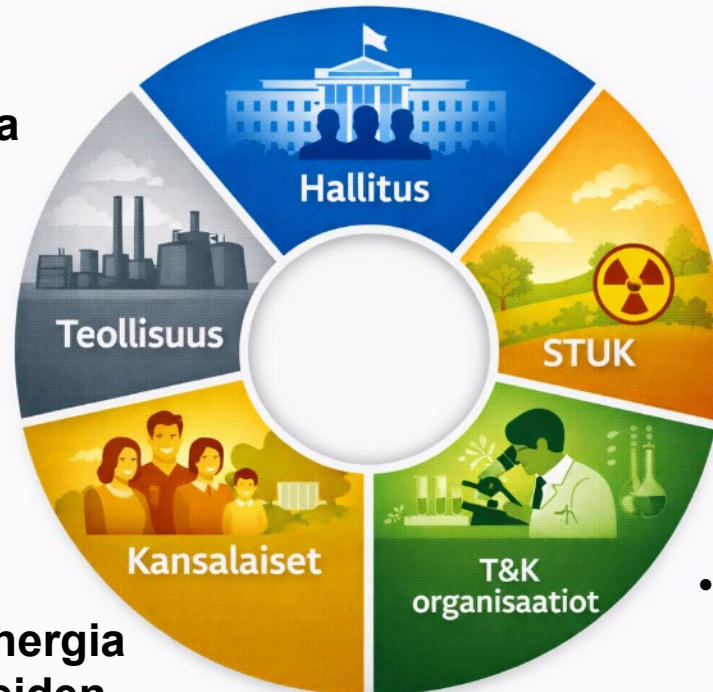 Hallitus
Teollisuus
STUK
Kansalaiset
T&K
organisaatiot